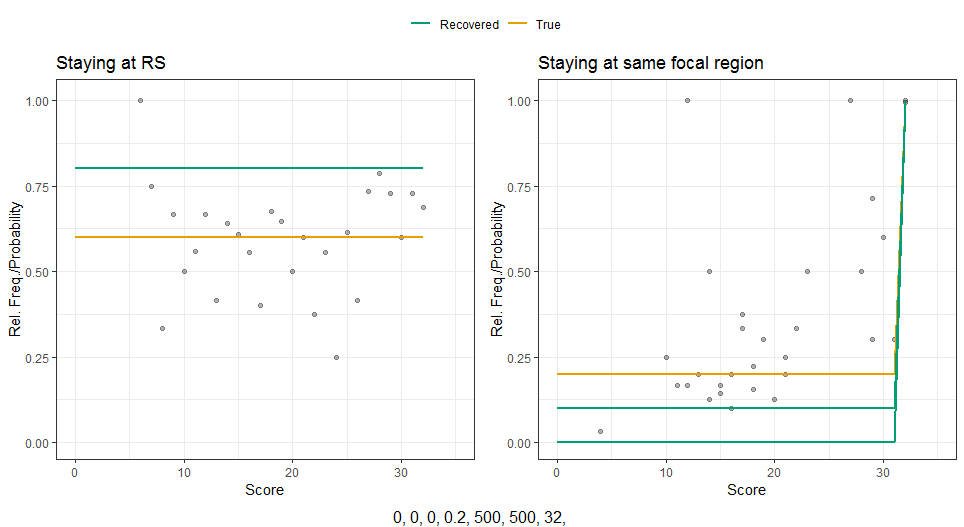 Recovered True
Staying at RS
Staying at same focal region
Rel. Freq./Probability
1.00
0.75
0.50
0.25
0.00
0 10 20 30
Score
Rel. Freq./Probability
1.00
0.75
0.50
0.25
0.00
0 10 20 30
Score
0, 0, 0, 0.2, 500, 500, 32,